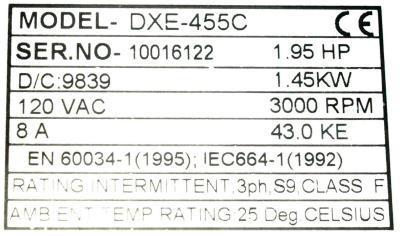 MODEL- DXE-455C CE
SER.NO- 10016122 1.95 HP
D/C:9839 1.45KW
120 VAC 3000 RPM
8 A 43.0 KE
EN 60034-1(1995); IEC664-1(1992)
RATING INTERMITTENT,3ph,S9,CLASS F
AMBIENT TEMP RATING:25 Deg.CELSIUS